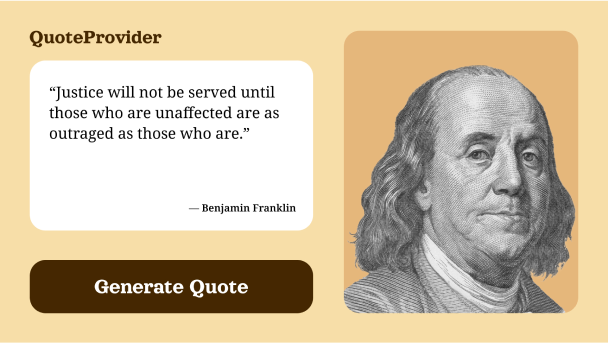 QuoteProvider
“Justice will not be served until
those who are unaffected are as
outraged as those who are.”
— Benjamin Franklin
Generate Quote